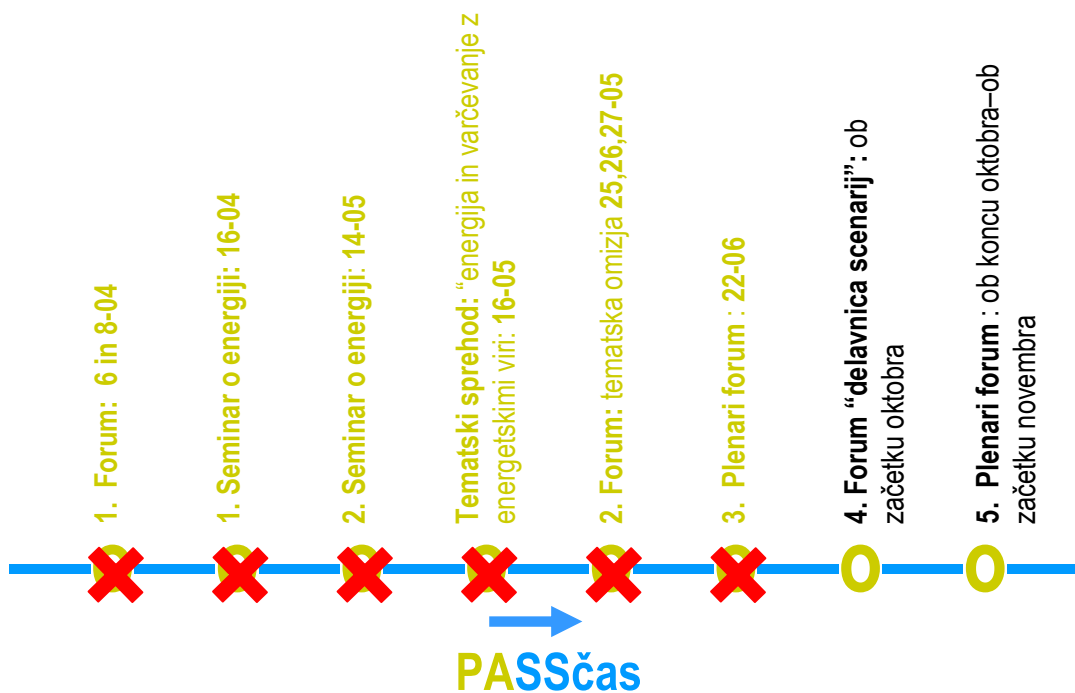 1. Forum: 6 in 8-04
1. Seminar o energiji: 16-04
2. Seminar o energiji: 14-05
Tematski sprehod: “energija in varčevanje z
energetskimi viri: 16-05
2. Forum: tematska omizja 25,26,27-05
3. Plenari forum : 22-06
4. Forum “delavnica scenarij”: ob
začetku oktobra
5. Plenari forum : ob koncu oktobra–ob
začetku novembra
PASSčas